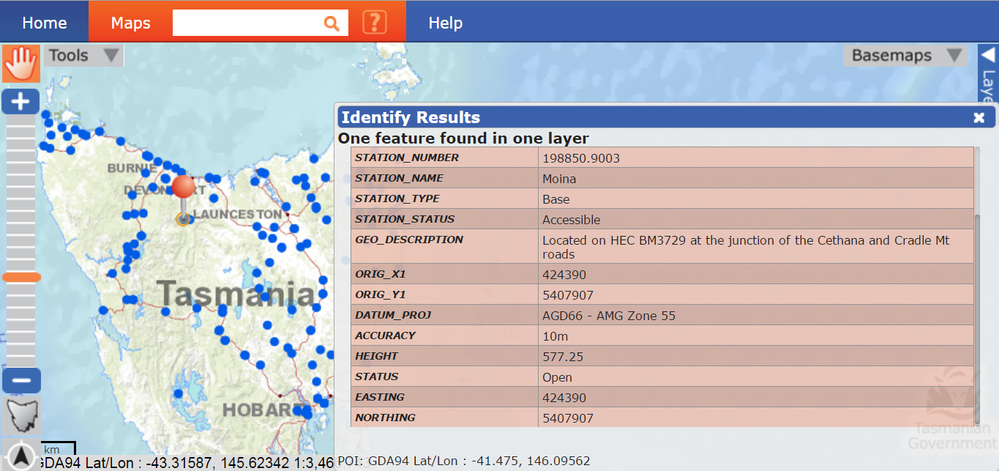 Home Maps ? Help
Tools Basemaps
Laye
Identify Results
One feature found in one layer
STATION_NUMBER 198850.9003
STATION_NAME Moina
STATION_TYPE Base
STATION_STATUS Accessible
GEO_DESCRIPTION Located on HEC BM3729 at the junction of the Cethana and Cradle Mt
roads
ORIG_X1 424390
ORIG_Y1 5407907
DATUM_PROJ AGD66 - AMG Zone 55
ACCURACY 10m
HEIGHT 577.25
STATUS Open
EASTING 424390
NORTHING 5407907
BURNIE
DEVONPORT
LAUNCESTON
Tasmania
HOBART
Tasmanian
Government
km
GDA94 Lat/Lon : -43.31587, 145.62342 1:3,46
POI: GDA94 Lat/Lon : -41.475, 146.09562